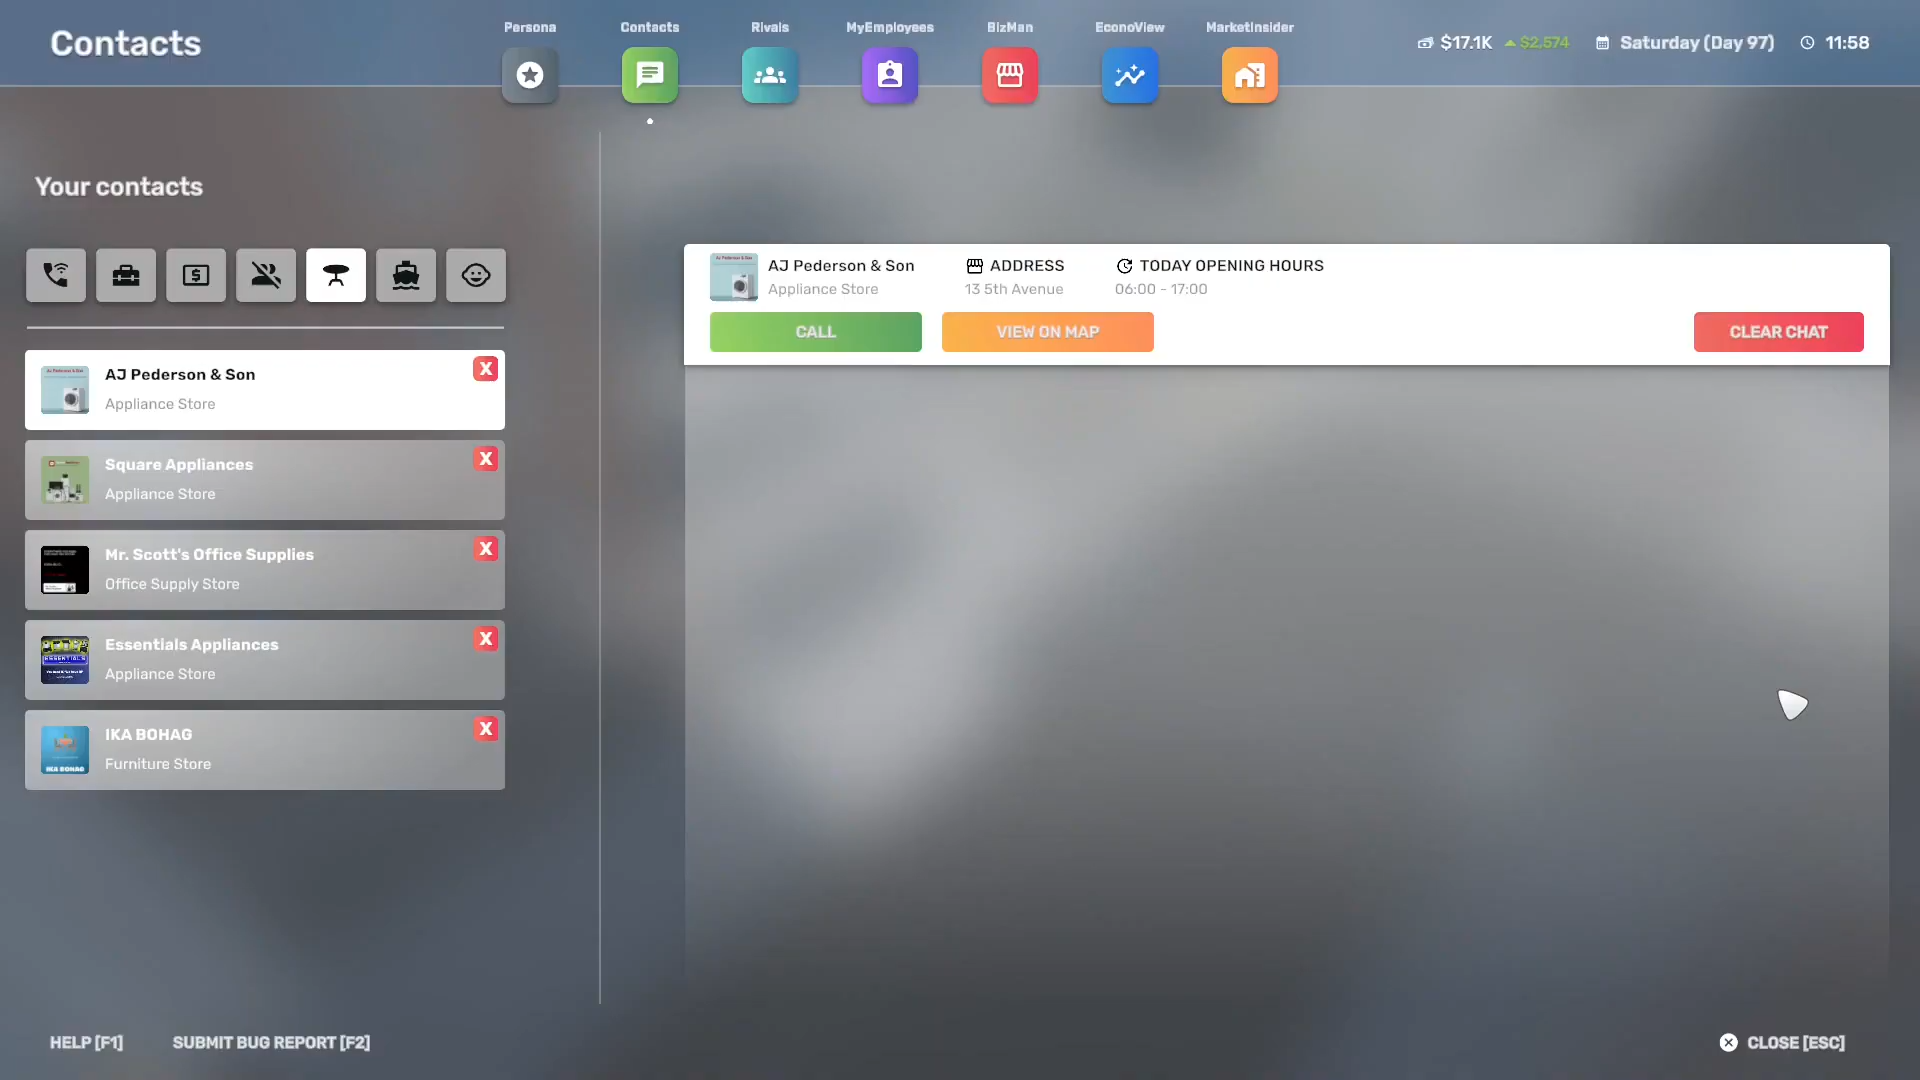 Contacts
Persona
Contacts
Rivals
MyEmployees
BizMan
EconoView
MarketInsider
$17.1K
$2,574
Saturday (Day 97)
11:58
Your contacts
AJ Pederson & Son
Appliance Store
X
Square Appliances
Appliance Store
X
Mr. Scott's Office Supplies
Office Supply Store
X
Essentials Appliances
Appliance Store
X
IKA BOHAG
Furniture Store
X
IKA BOHAG
AJ Pederson & Son
Appliance Store
ADDRESS
13 5th Avenue
TODAY OPENING HOURS
06:00 - 17:00
CALL
VIEW ON MAP
CLEAR CHAT
HELP [F1]
SUBMIT BUG REPORT [F2]
CLOSE [ESC]